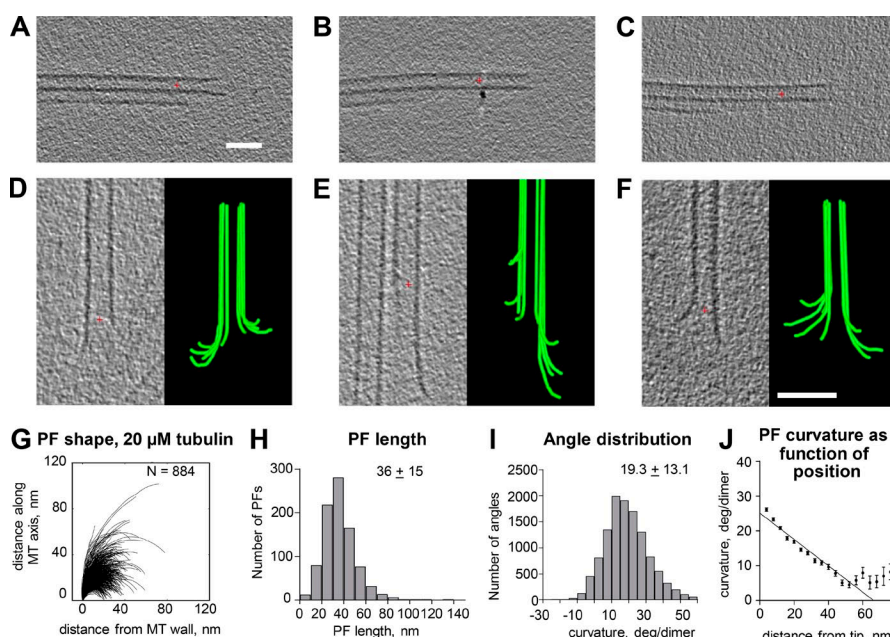 A
B
C
D
E
F
G PF shape, 20 µM tubulin
N = 884
distance along
MT axis, nm
120
80
40
0
0 40 80 120
distance from MT wall, nm
H PF length
36 ± 15
Number of PFs
300
200
100
0
0 20 40 60 80 100 140
PF length, nm
I Angle distribution
19.3 ± 13.1
Number of angles
2500
2000
1500
1000
500
0
-30 -10 10 30 50
curvature, deg/dimer
J PF curvature as
function of
position
curvature, deg/dimer
40
30
20
10
0
0 20 40 60
distance from tip, nm